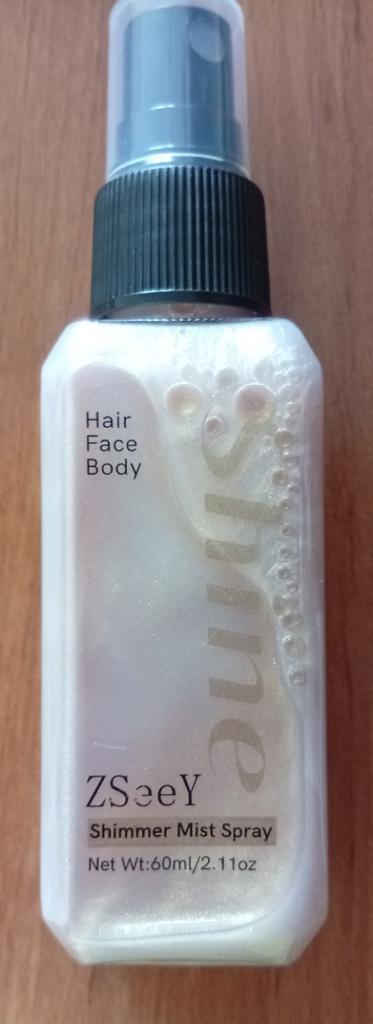 Hair
Face
Body
shine
ZSeeY
Shimmer Mist Spray
Net Wt:60ml/2.11oz